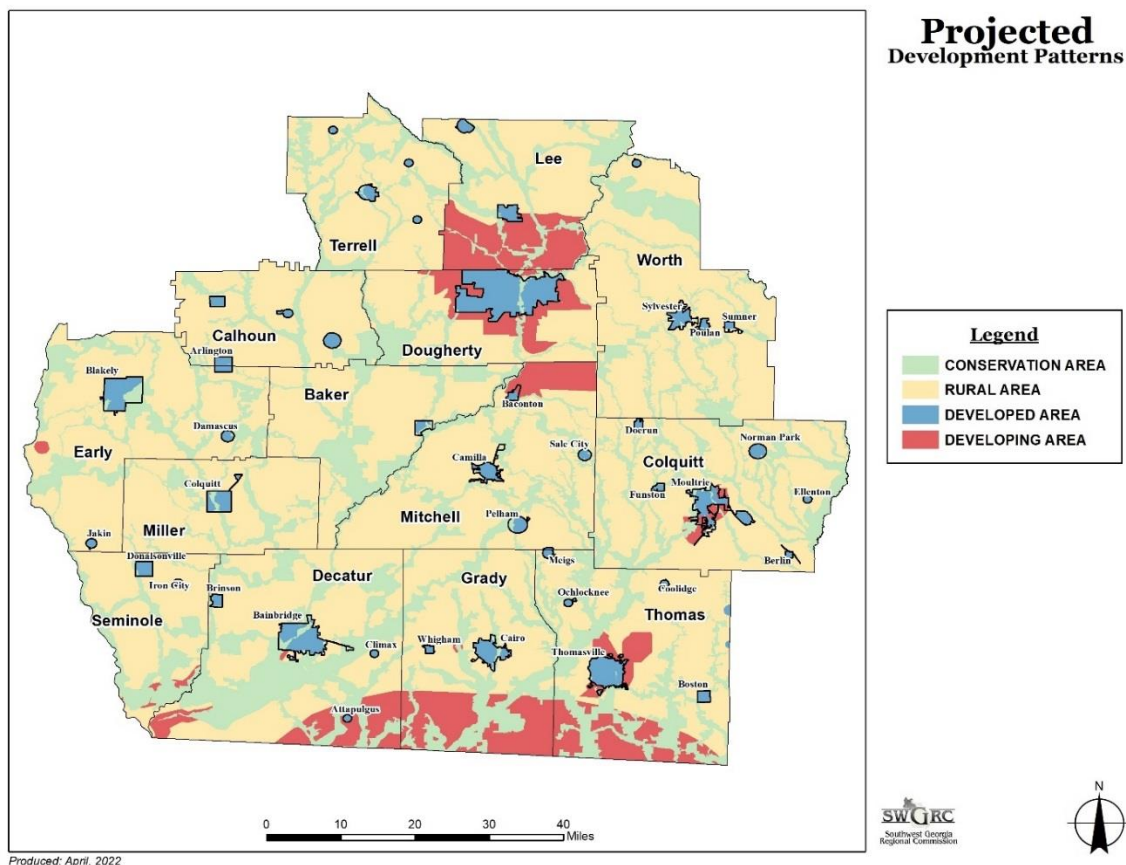 Projected
Development Patterns
Lee
Terrell
Worth
Sylvester
Sumner
Poulan
Calhoun
Dougherty
Arlington
Blakely
Baker
Baconton
Damascus
Doerun
Norman Park
Early
Sale City
Camilla
Colquitt
Colquitt
Moultrie
Funston
Ellenton
Miller
Mitchell
Pelham
Jakin
Donalsonville
Meigs
Berlin
Iron City
Decatur
Grady
Brinson
Ochlocknee
Coolidge
Seminole
Bainbridge
Thomas
Whigham
Cairo
Climax
Thomasville
Boston
Attapulgus
Legend
CONSERVATION AREA
RURAL AREA
DEVELOPED AREA
DEVELOPING AREA
0 10 20 30 40
Miles
SWGRC
Southwest Georgia
Regional Commission
N
Produced: April, 2022